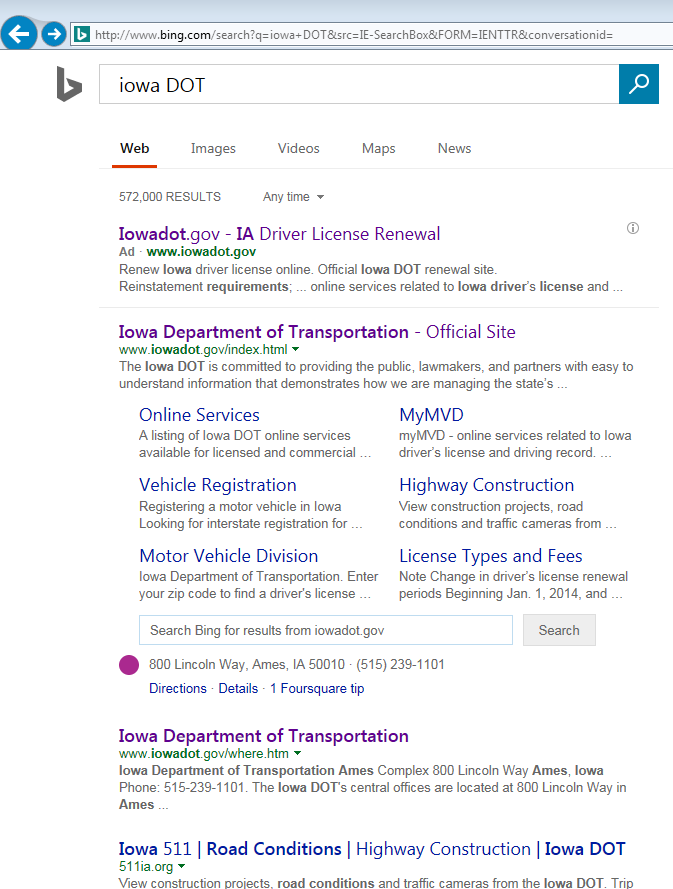 http://www.bing.com/search?q=iowa+DOT&src=IE-SearchBox&FORM=IENTTR&conversationid=
iowa DOT
Web Images Videos Maps News
572,000 RESULTS Any time
Iowadot.gov - IA Driver License Renewal
Ad · www.iowadot.gov
Renew Iowa driver license online. Official Iowa DOT renewal site.
Reinstatement requirements; ... online services related to Iowa driver's license and ...
Iowa Department of Transportation - Official Site
www.iowadot.gov/index.html
The Iowa DOT is committed to providing the public, lawmakers, and partners with easy to
understand information that demonstrates how we are managing the state's ...
Online Services
A listing of Iowa DOT online services
available for licensed and commercial ...
MyMVD
myMVD - online services related to Iowa
driver's license and driving record. ...
Vehicle Registration
Registering a motor vehicle in Iowa
Looking for interstate registration for ...
Highway Construction
View construction projects, road
conditions and traffic cameras from ...
Motor Vehicle Division
Iowa Department of Transportation. Enter
your zip code to find a driver's license ...
License Types and Fees
Note Change in driver's license renewal
periods Beginning Jan. 1, 2014, and ...
Search Bing for results from iowadot.gov Search
800 Lincoln Way, Ames, IA 50010 · (515) 239-1101
Directions · Details · 1 Foursquare tip
Iowa Department of Transportation
www.iowadot.gov/where.htm
Iowa Department of Transportation Ames Complex 800 Lincoln Way Ames, Iowa
Phone: 515-239-1101. The Iowa DOT's central offices are located at 800 Lincoln Way in
Ames ...
Iowa 511 | Road Conditions | Highway Construction | Iowa DOT
511ia.org
View construction projects, road conditions and traffic cameras from the Iowa DOT. Trip